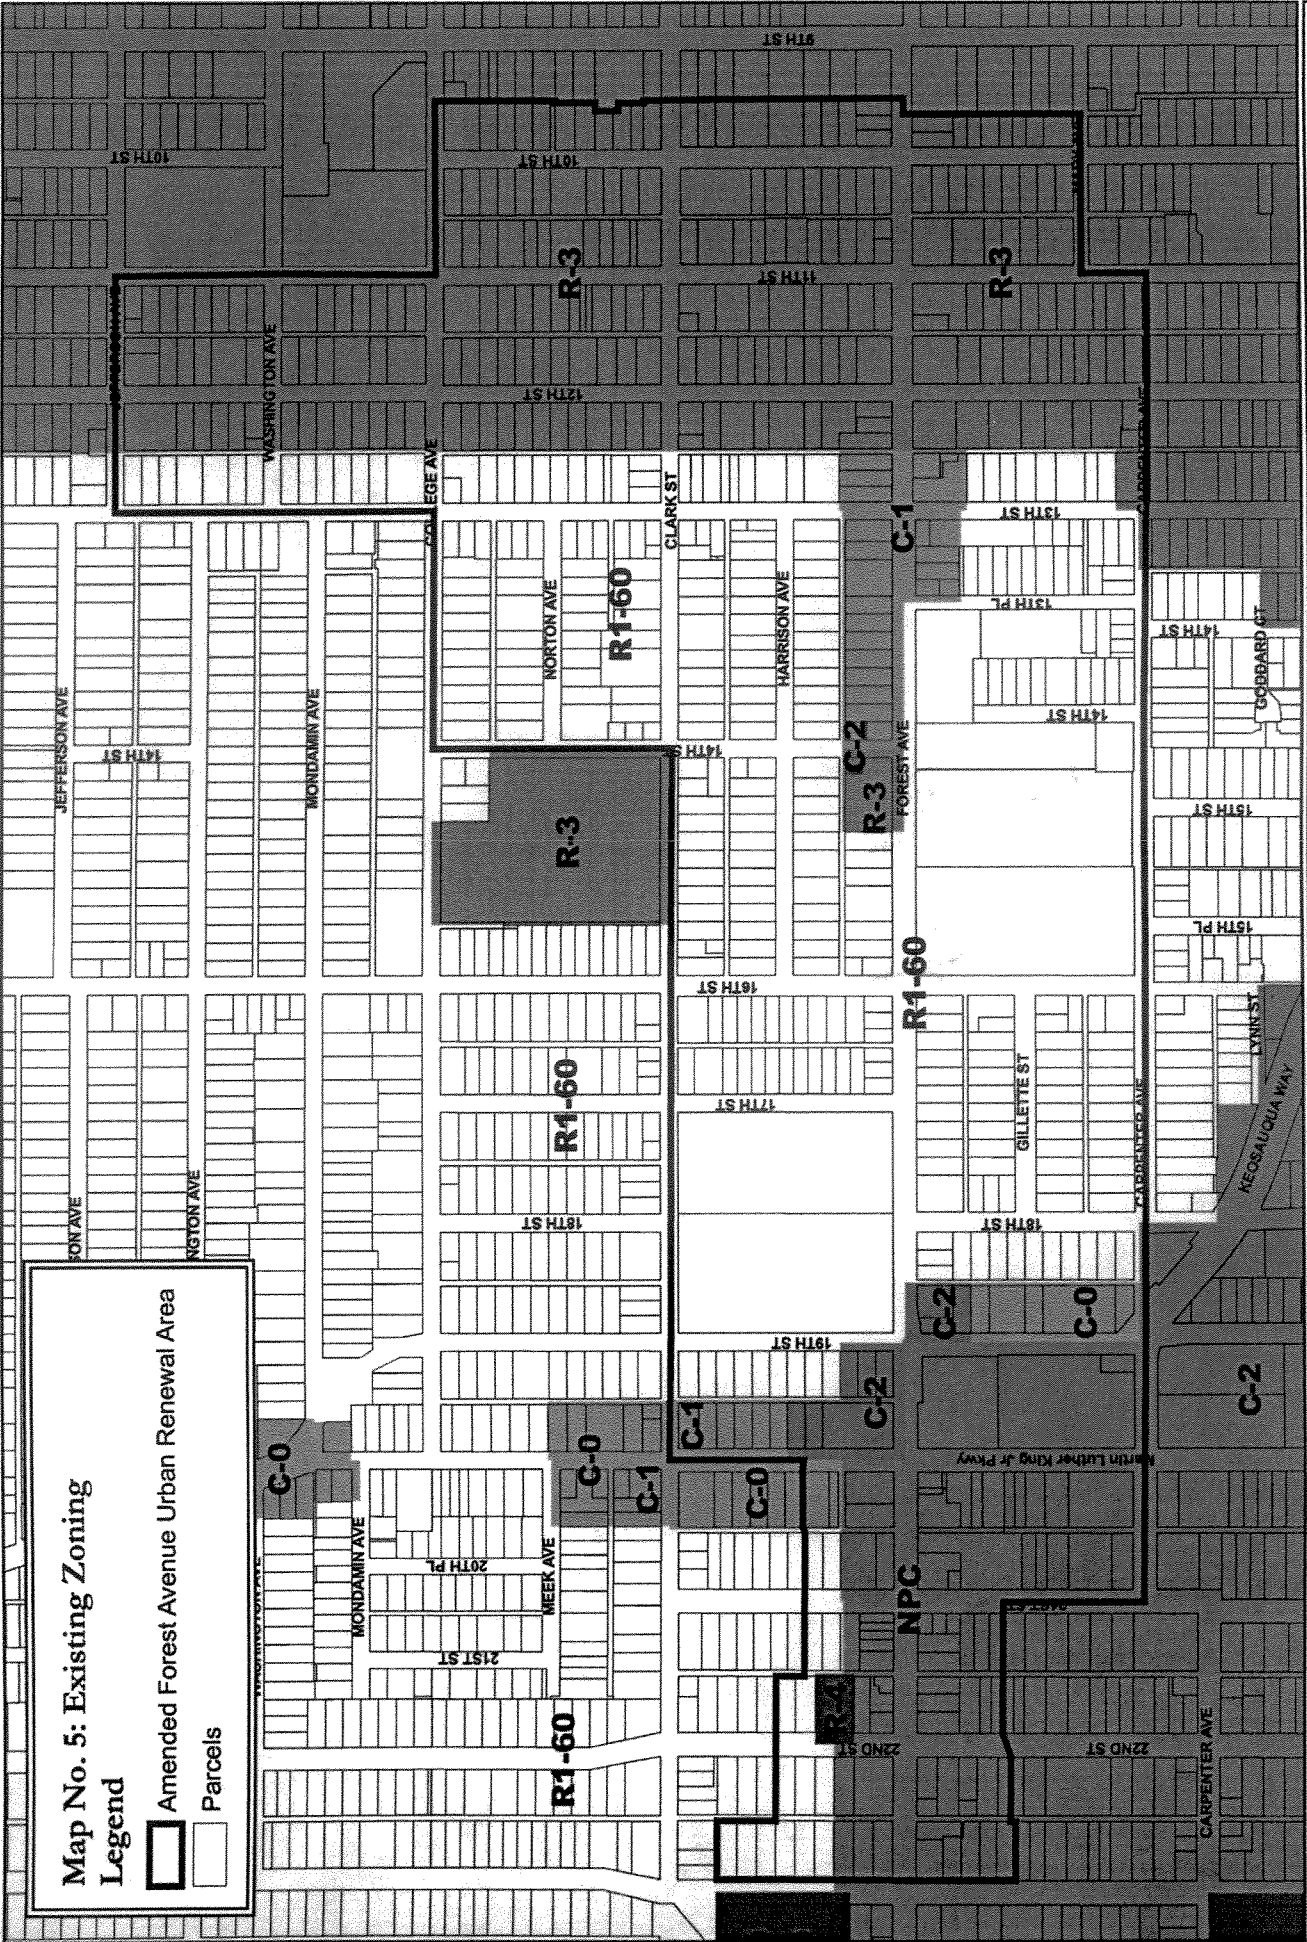 Map No. 5: Existing Zoning
Legend
Amended Forest Avenue Urban Renewal Area
Parcels
JEFFERSON AVE
14TH ST
MONDAMIN AVE
WASHINGTON AVE
10TH ST
9TH ST
SON AVE
NGTON AVE
C-0
MONDAMIN AVE
20TH PL
21ST ST
MEEK AVE
R1-60
C-0
C-1
18TH ST
R1-60
R-3
NORTON AVE
R1-60
CLARK ST
12TH ST
R-3
10TH ST
C-1
C-0
19TH ST
17TH ST
16TH ST
14TH ST
HARRISON AVE
11TH ST
R-4
22ND ST
NPC
C-2
R1-60
R-3
C-2
FOREST AVE
C-1
R-3
22ND ST
Martin Luther King Jr Pkwy
C-2
C-0
18TH ST
GILLETTE ST
14TH ST
13TH PL
13TH ST
CARPENTER AVE
CARPENTER AVE
C-2
KEOSAUQUA WAY
LYNN ST
15TH PL
15TH ST
14TH ST
GODDARD CT